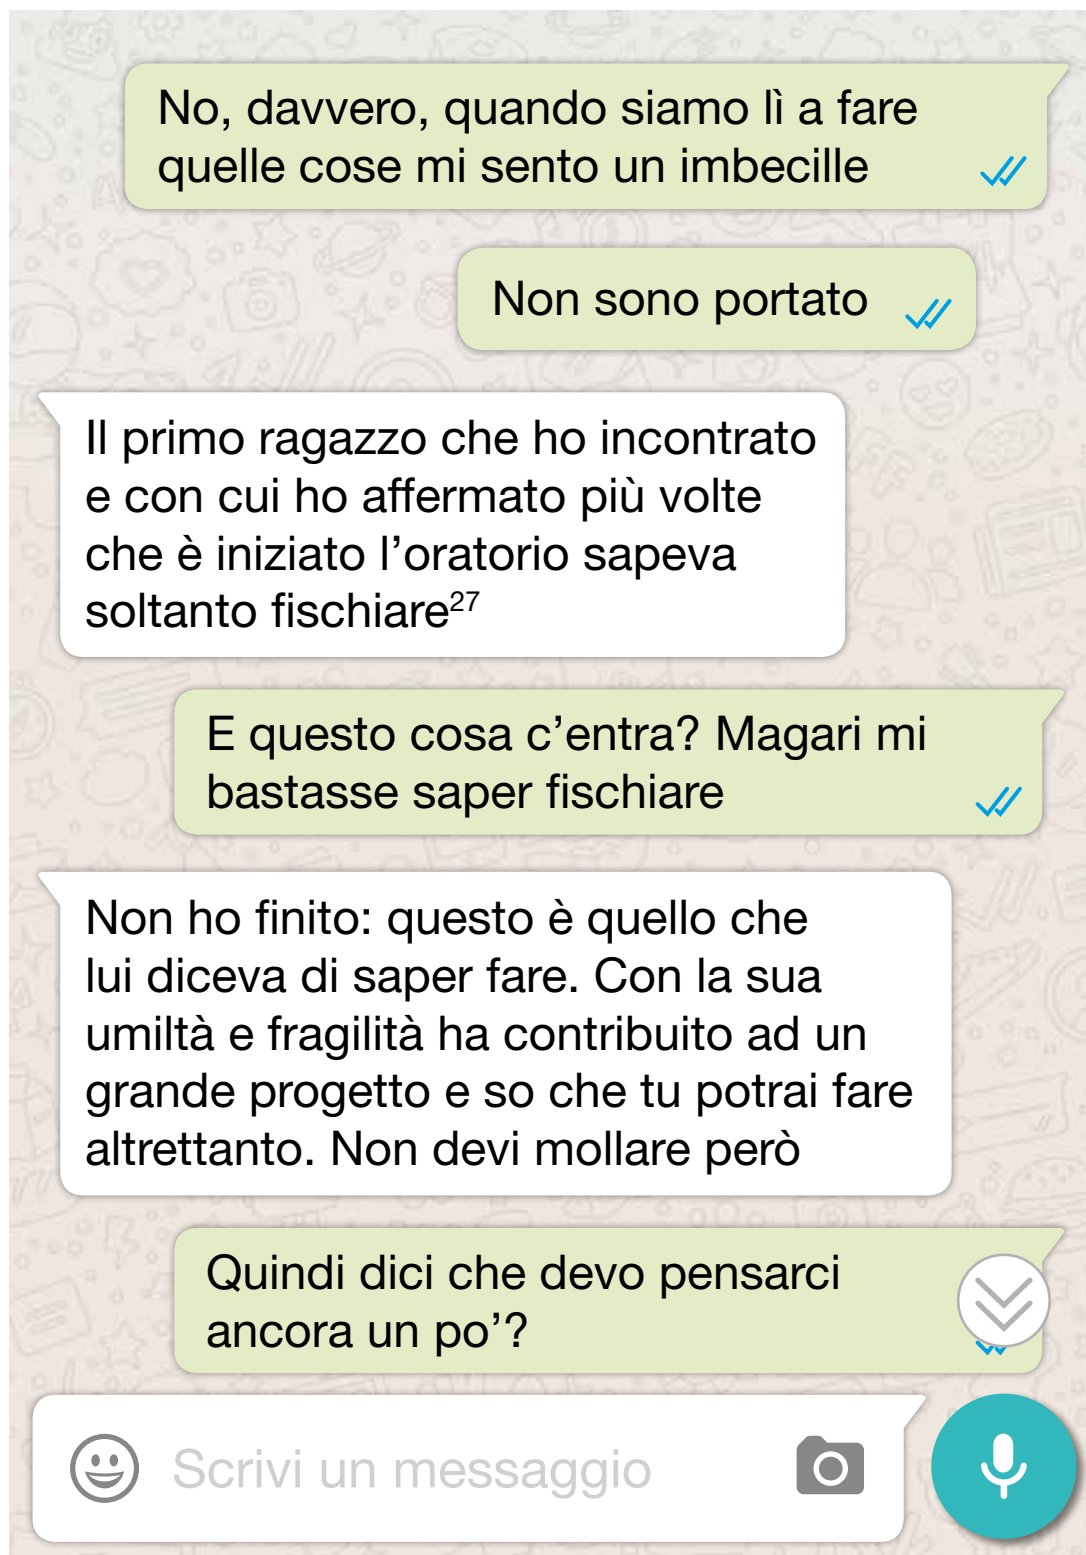 No, davvero, quando siamo lì a fare
quelle cose mi sento un imbecille
Non sono portato
Il primo ragazzo che ho incontrato
e con cui ho affermato più volte
che è iniziato l’oratorio sapeva
soltanto fischiare²⁷
E questo cosa c’entra? Magari mi
bastasse saper fischiare
Non ho finito: questo è quello che
lui diceva di saper fare. Con la sua
umiltà e fragilità ha contribuito ad un
grande progetto e so che tu potrai fare
altrettanto. Non devi mollare però
Quindi dici che devo pensarci
ancora un po’?
Scrivi un messaggio